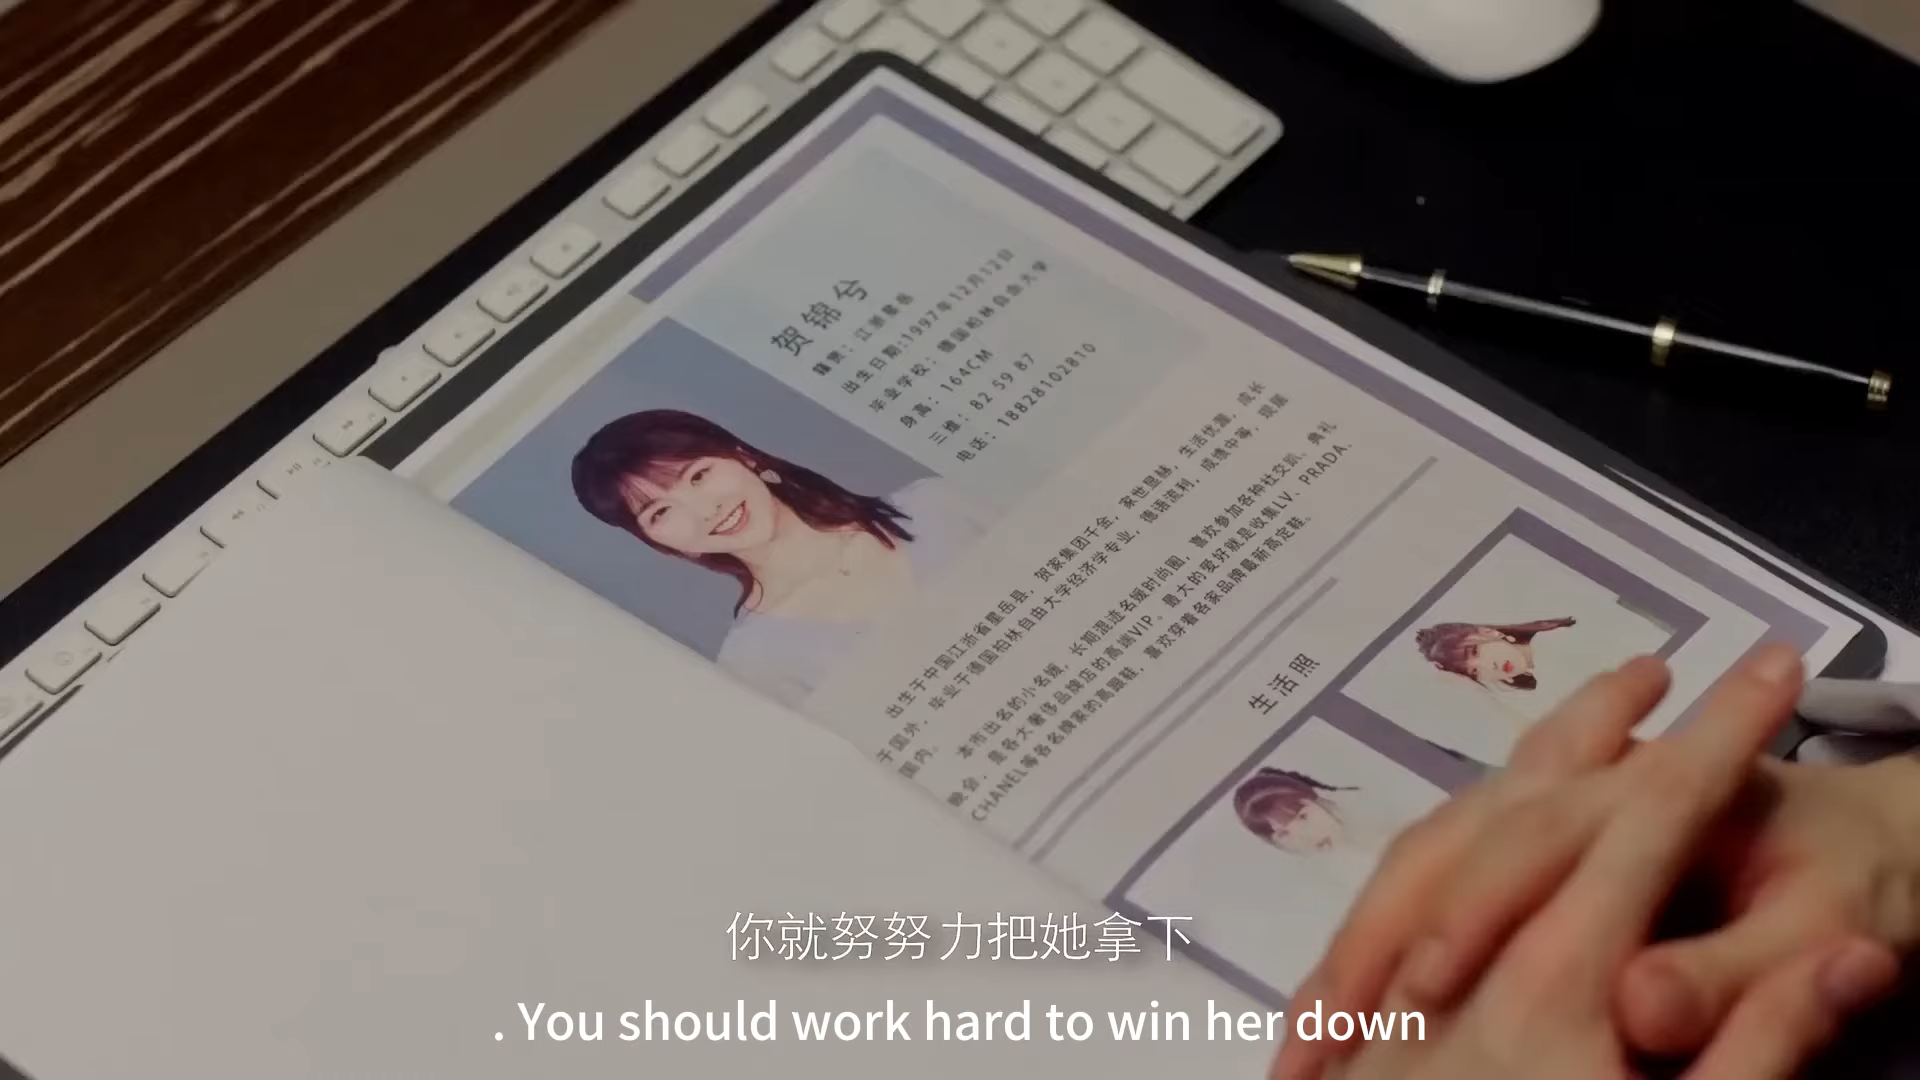 贺锦兮
籍贯：江浙星岳
出生日期:1997年12月12日
毕业学校：德国柏林自由大学
身高：164CM
三维：82 59 87
电话：18828102810
出生于中国江浙省星岳县，贺家集团千金，家世显赫，生活优渥，成长
于国外，毕业于德国柏林自由大学经济学专业，德语流利，成绩中等，现居
国内。
本市出名的小名媛，长期混迹名媛时尚圈，喜欢参加各种社交趴、典礼
晚会，是各大奢侈品牌店的高端VIP。最大的爱好就是收集LV、PRADA、
CHANEL等各名牌家的高跟鞋，喜欢穿着各家品牌最新高定鞋。
生活照
你就努努力把她拿下
. You should work hard to win her down